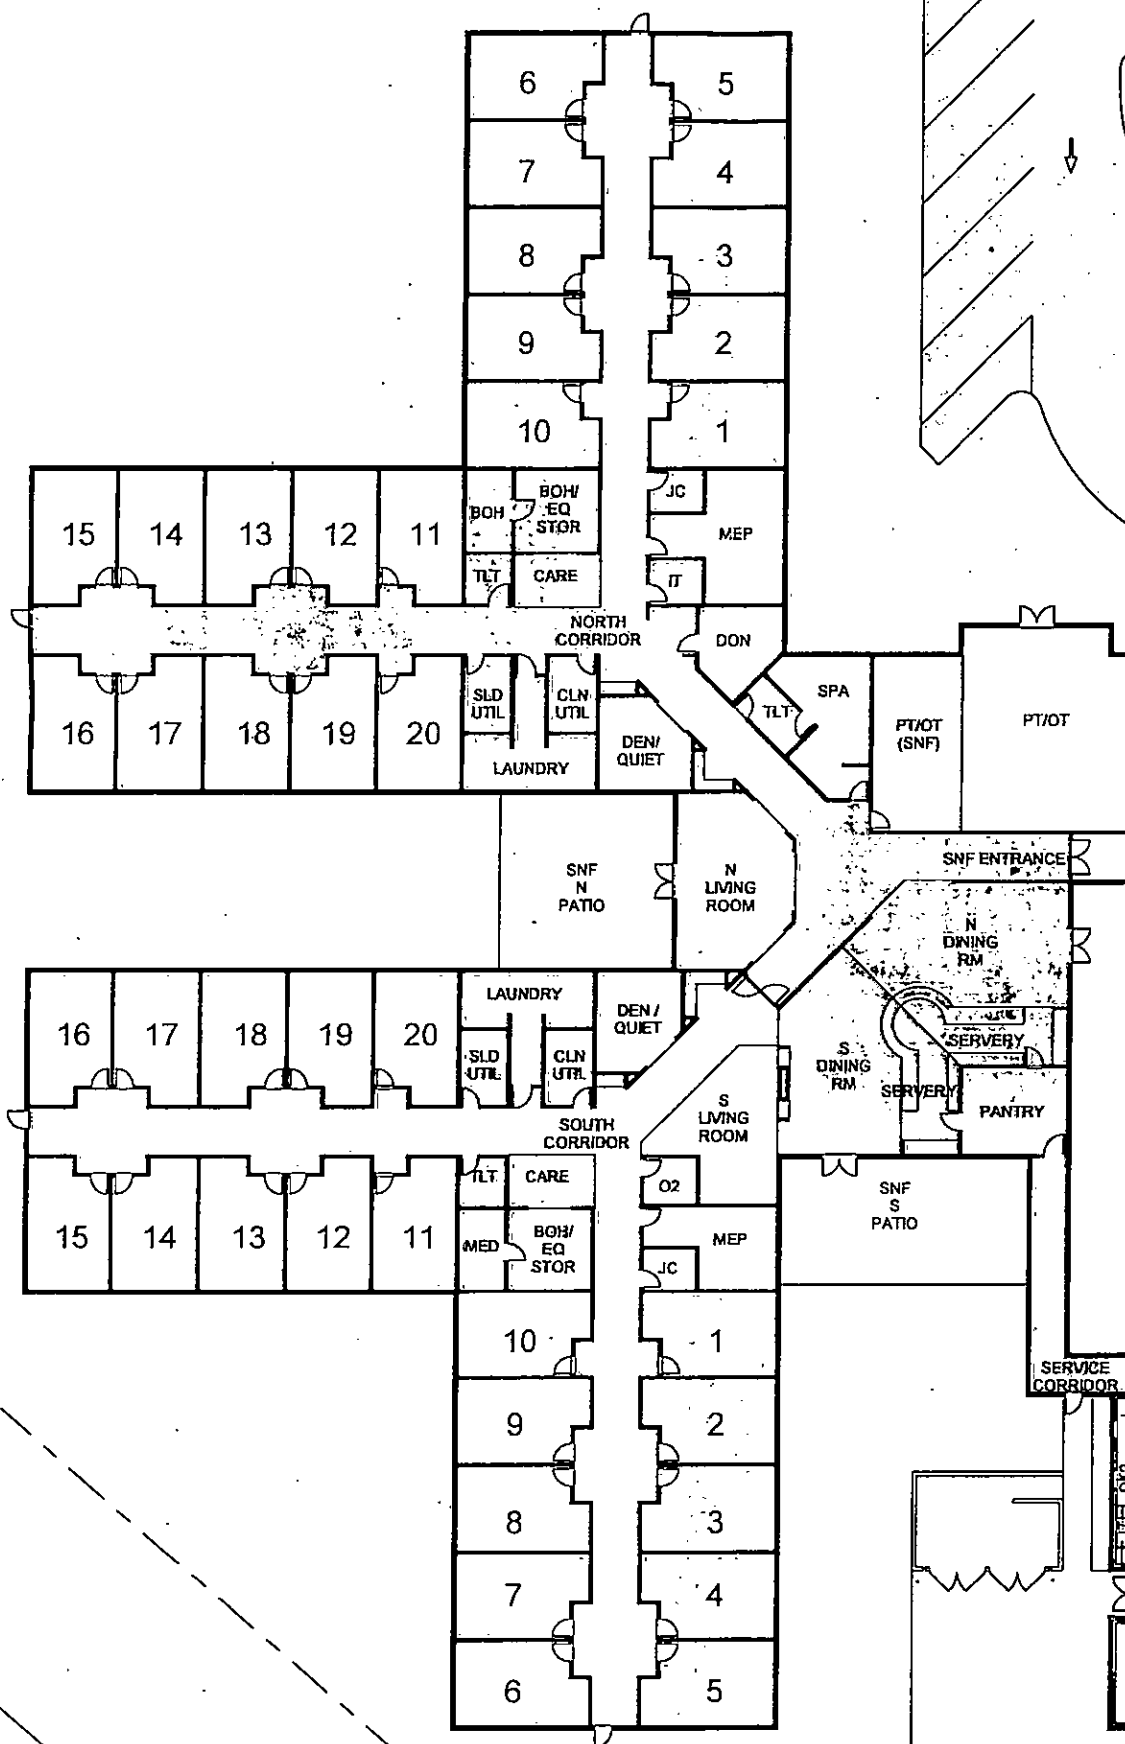 6
5
7
4
8
3
9
2
10
1
15
14
13
12
11
BOH
BOH/
EQ
STOR
JC
MEP
TLT
CARE
IT
NORTH
CORRIDOR
DON
16
17
18
19
20
SLD
UTIL
CLN
UTIL
LAUNDRY
DEN/
QUIET
TLT
SPA
PT/OT
(SNF)
PT/OT
SNF
N
PATIO
N
LIVING
ROOM
SNF ENTRANCE
N
DINING
RM
16
17
18
19
20
LAUNDRY
SLD
UTIL
CLN
UTIL
DEN /
QUIET
S
DINING
RM
SERVERY
SERVERY
PANTRY
SOUTH
CORRIDOR
S
LIVING
ROOM
TLT
CARE
O2
SNF
S
PATIO
15
14
13
12
11
MED
BOH/
EQ
STOR
MEP
JC
10
1
SERVICE
CORRIDOR
9
2
8
3
7
4
6
5